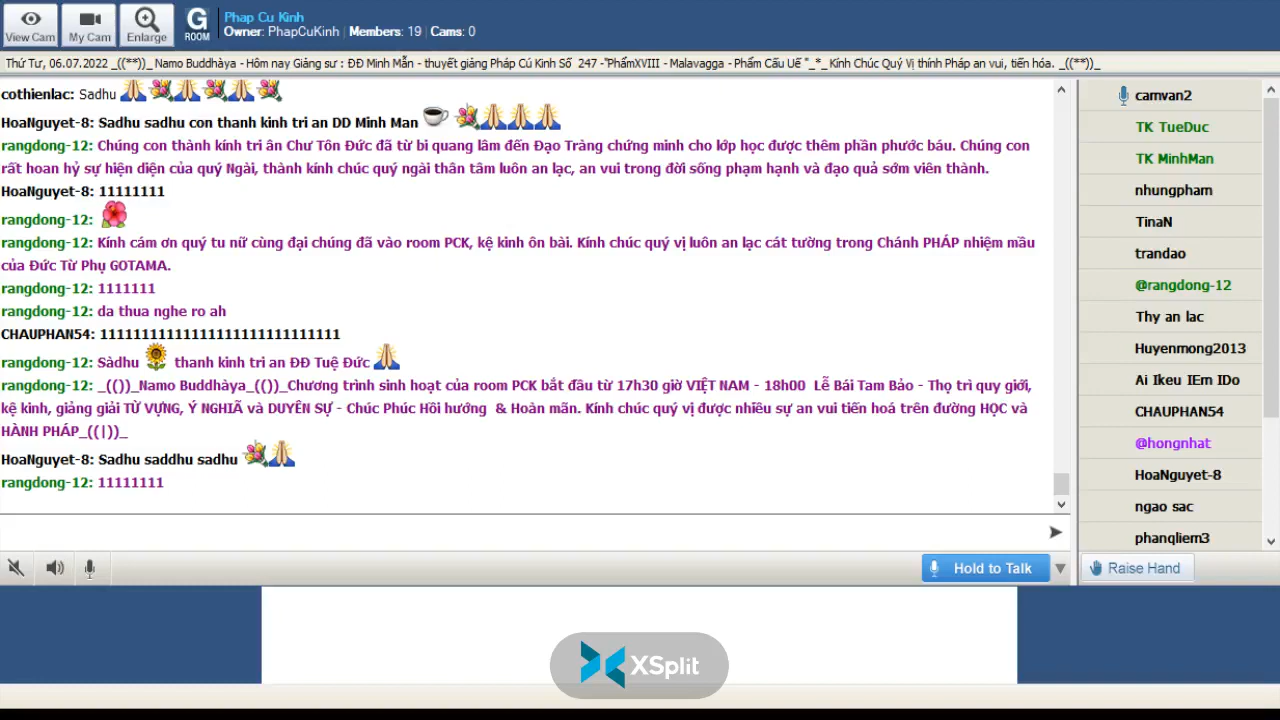 View Cam
My Cam
Enlarge
G
ROOM
Phap Cu Kinh
Owner: PhapCuKinh | Members: 19 | Cams: 0
Thứ Tư, 06.07.2022 _((**))_ Namo Buddhàya - Hôm nay Giảng sư : ĐĐ Minh Mẫn - thuyết giảng Pháp Cú Kinh Số 247 -"PhẩmXVIII - Malavagga - Phẩm Cấu Uế "_*_ Kính Chúc Quý Vị thính Pháp an vui, tiến hóa. _((**)_
cothienlac: Sadhu
HoaNguyet-8: Sadhu sadhu con thanh kinh tri an DD Minh Man
rangdong-12: Chúng con thành kính tri ân Chư Tôn Đức đã từ bi quang lâm đến Đạo Tràng chứng minh cho lớp học được thêm phần phước báu. Chúng con
rất hoan hỷ sự hiện diện của quý Ngài, thành kính chúc quý ngài thân tâm luôn an lạc, an vui trong đời sống phạm hạnh và đạo quả sớm viên thành.
HoaNguyet-8: 11111111
rangdong-12:
rangdong-12: Kính cám ơn quý tu nữ cùng đại chúng đã vào room PCK, kệ kinh ôn bài. Kính chúc quý vị luôn an lạc cát tường trong Chánh PHÁP nhiệm mầu
của Đức Từ Phụ GOTAMA.
rangdong-12: 1111111
rangdong-12: da thua nghe ro ah
CHAUPHAN54: 11111111111111111111111111111
rangdong-12: Sàdhu thanh kinh tri an ĐĐ Tuệ Đức
rangdong-12: _(())_Namo Buddhàya_(())_Chương trình sinh hoạt của room PCK bắt đầu từ 17h30 giờ VIỆT NAM - 18h00 Lễ Bái Tam Bảo - Thọ trì quy giới,
kệ kinh, giảng giải TỪ VỰNG, Ý NGHIÃ và DUYÊN SỰ - Chúc Phúc Hồi hướng & Hoàn mãn. Kính chúc quý vị được nhiều sự an vui tiến hoá trên đường HỌC và
HÀNH PHÁP_((|))_
HoaNguyet-8: Sadhu saddhu sadhu
rangdong-12: 11111111
camvan2
TK TueDuc
TK MinhMan
nhungpham
TinaN
trandao
@rangdong-12
Thy an lac
Huyenmong2013
Ai Ikeu IEm IDo
CHAUPHAN54
@hongnhat
HoaNguyet-8
ngao sac
phanqliem3
Hold to Talk
Raise Hand
XSplit